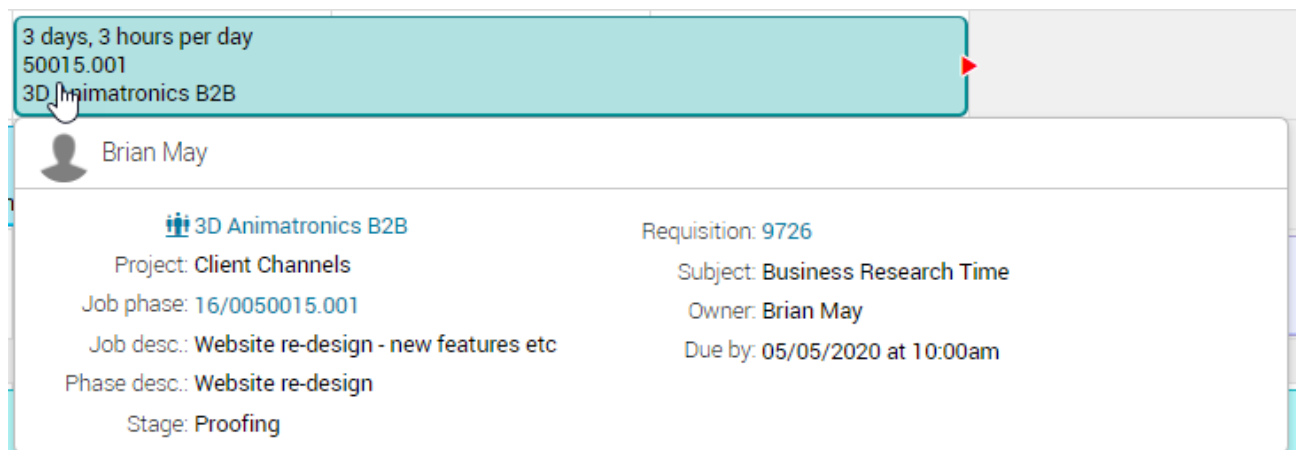 3 days, 3 hours per day
50015.001
3D Animatronics B2B
Brian May
3D Animatronics B2B
Project: Client Channels
Job phase: 16/0050015.001
Job desc.: Website re-design - new features etc
Phase desc.: Website re-design
Stage: Proofing
Requisition: 9726
Subject: Business Research Time
Owner: Brian May
Due by: 05/05/2020 at 10:00am